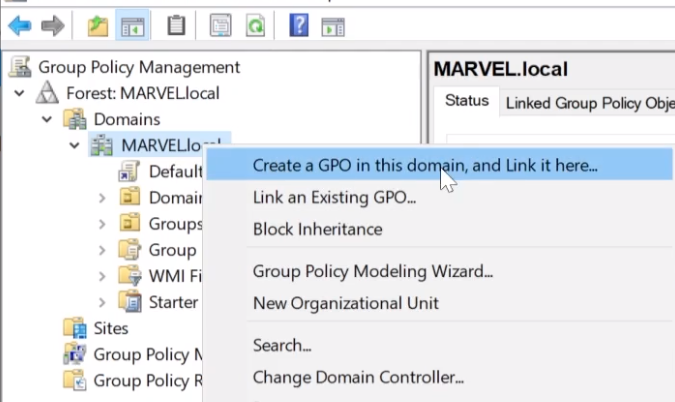 Group Policy Management
MARVEL.local
Forest: MARVEL.local
Status
Linked Group Policy Obje
Domains
MARVEL.local
Create a GPO in this domain, and Link it here...
Default
Link an Existing GPO...
Domai
Block Inheritance
Groups
Group
Group Policy Modeling Wizard...
WMI Fi
New Organizational Unit
Starter
Sites
Search...
Group Policy M
Change Domain Controller...
Group Policy R